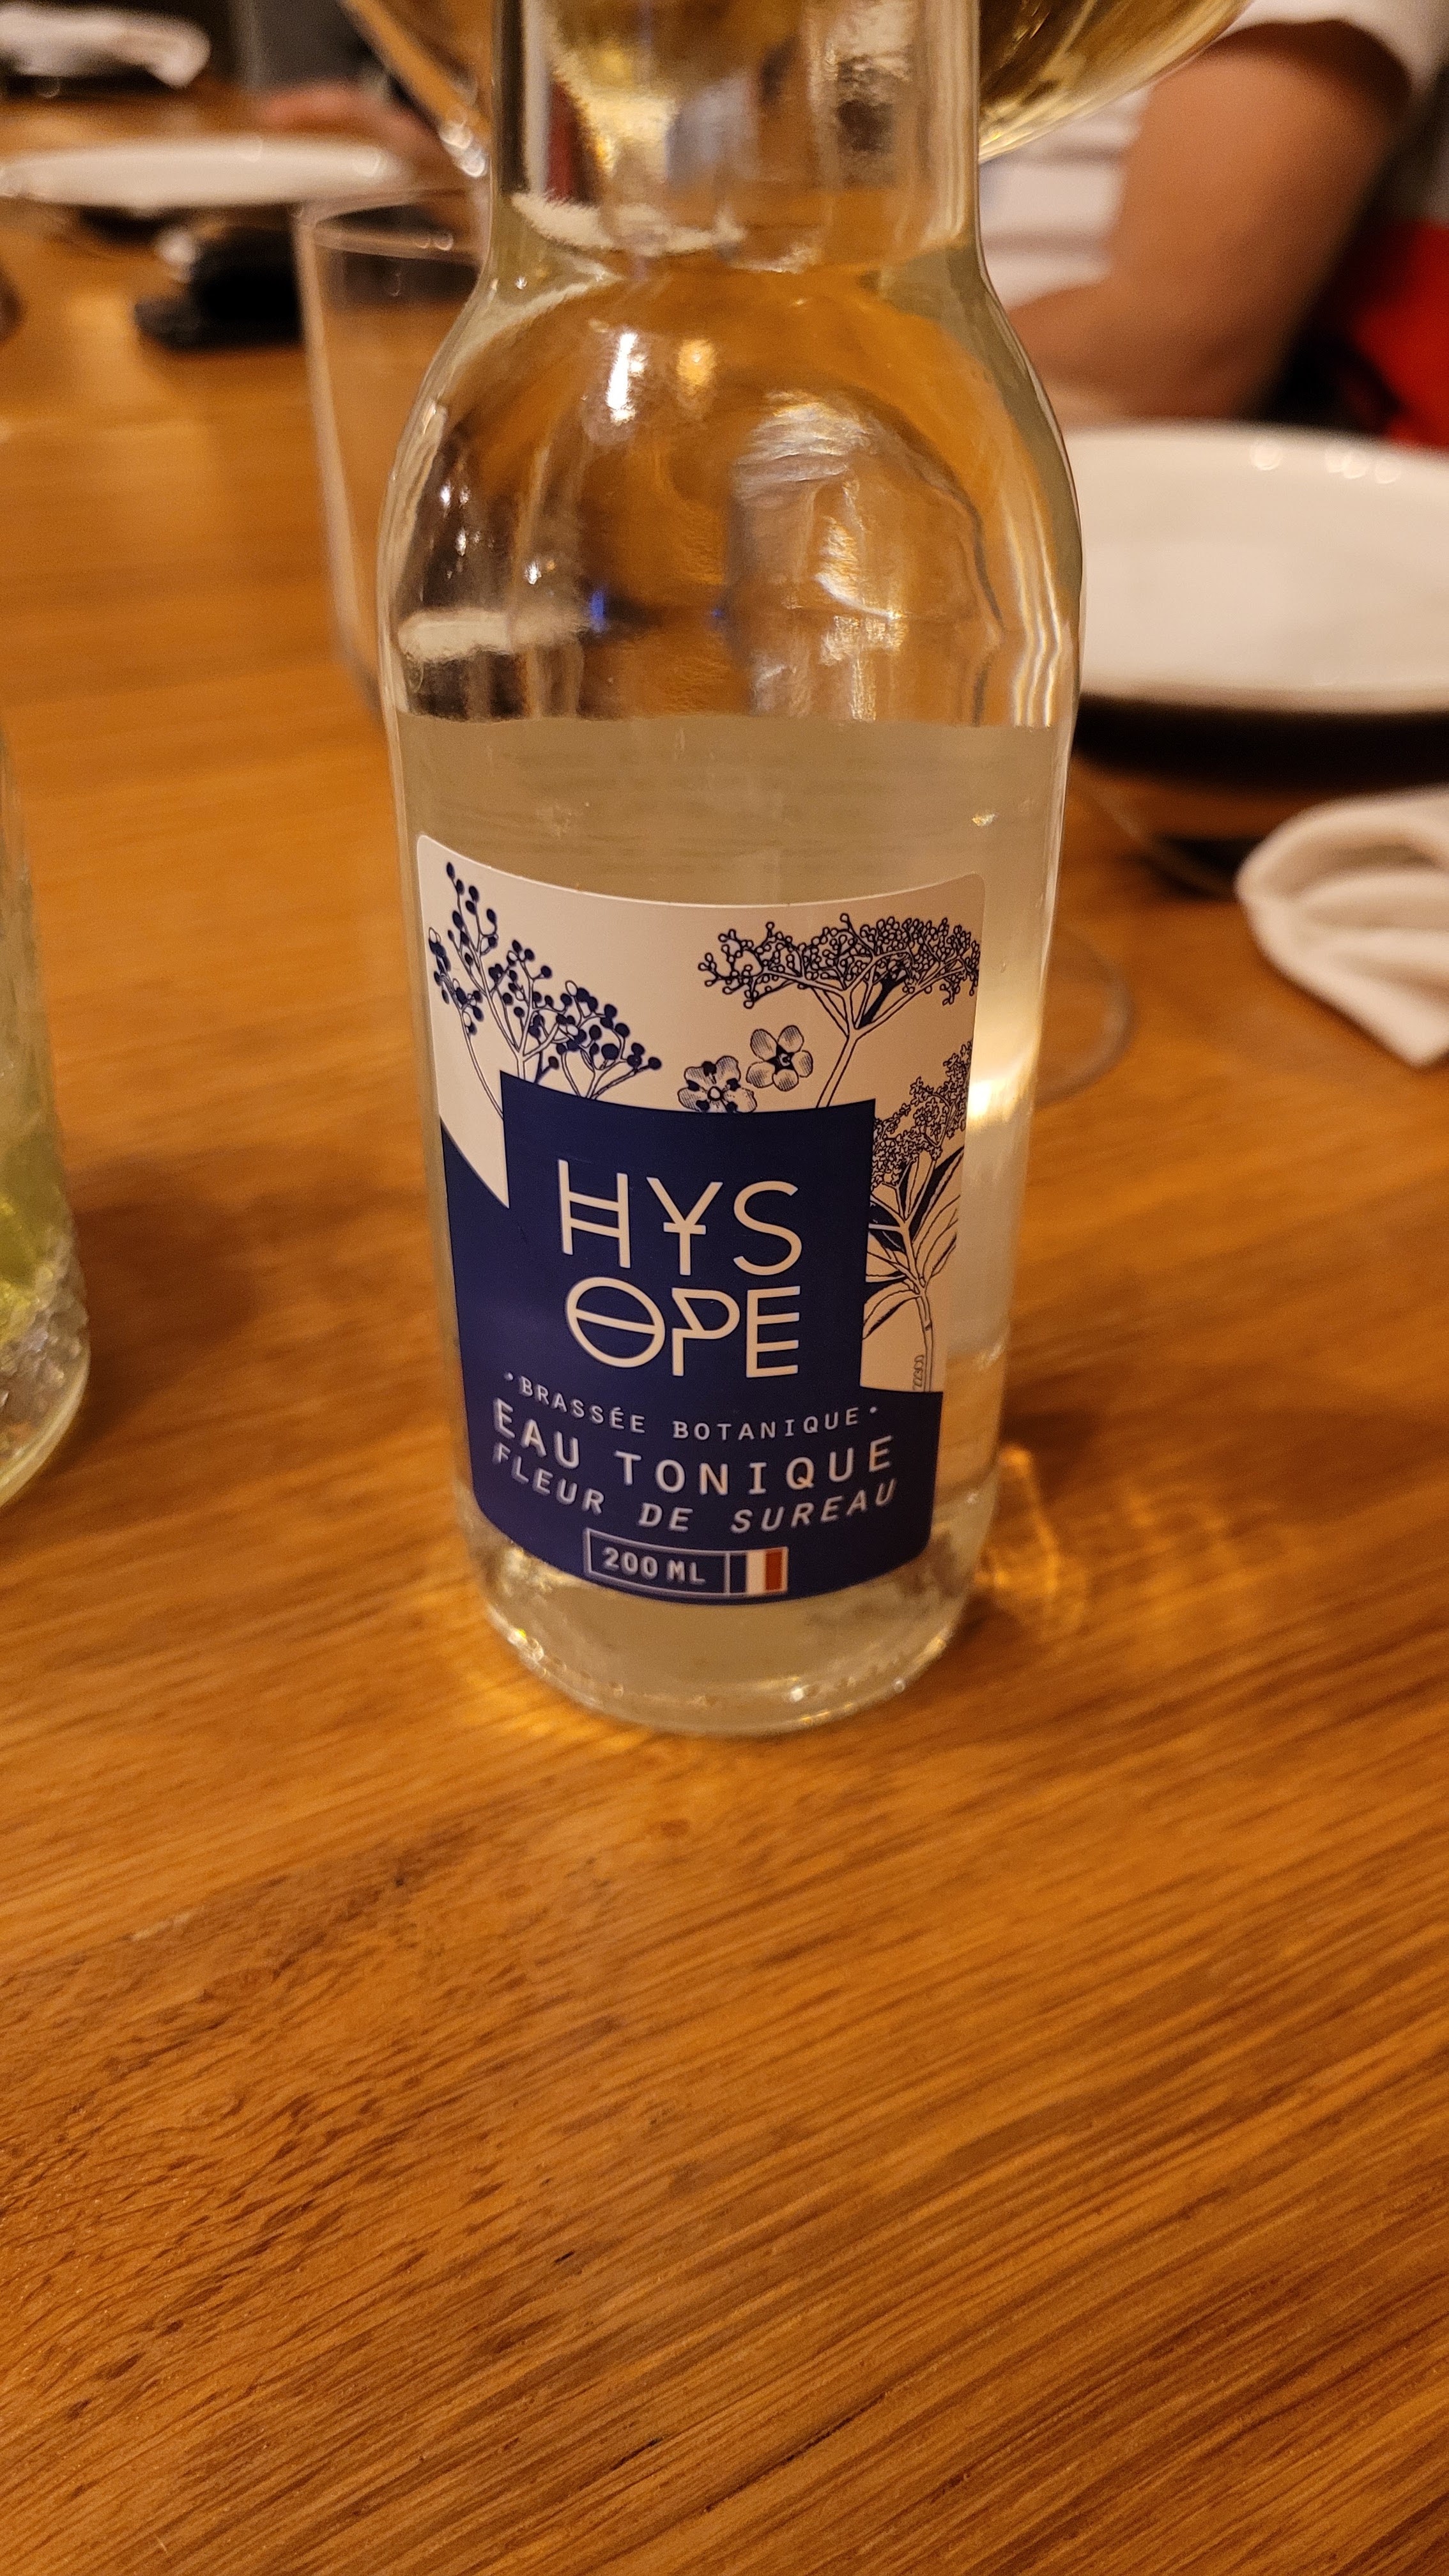 HYS
OPE
•BRASSÉE BOTANIQUE•
EAU TONIQUE
FLEUR DE SUREAU
200 ML